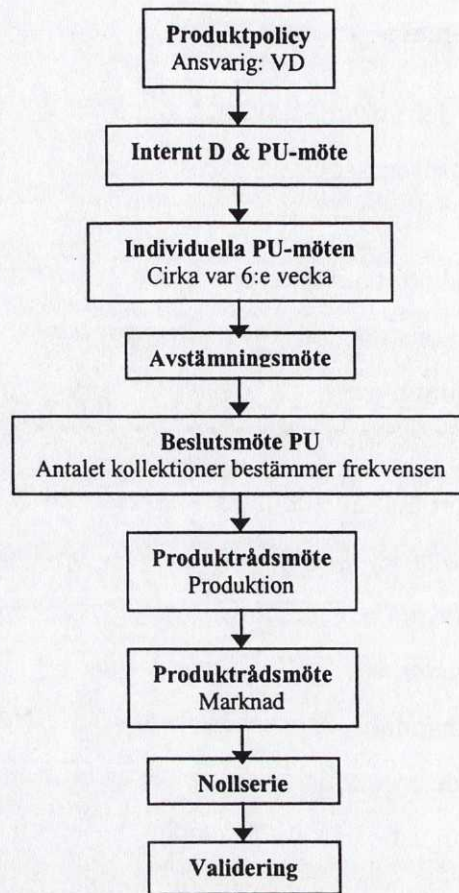 Produktpolicy
Ansvarig: VD
Internt D & PU-möte
Individuella PU-möten
Cirka var 6:e vecka
Avstämningsmöte
Beslutsmöte PU
Antalet kollektioner bestämmer frekvensen
Produktrådsmöte
Produktion
Produktrådsmöte
Marknad
Nollserie
Validering